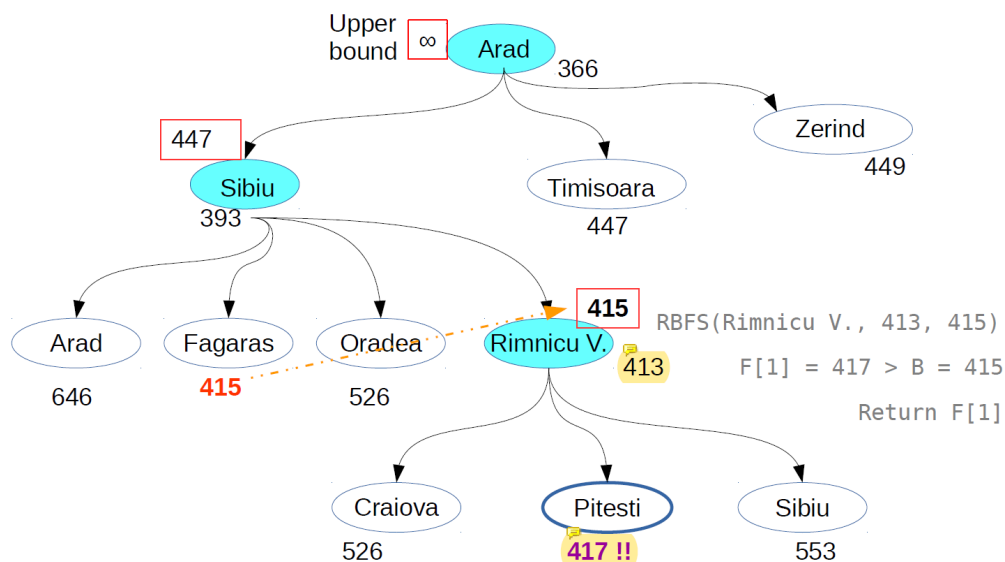 Upper
bound
∞
Arad
366
Zerind
449
447
Sibiu
393
Timisoara
447
415
RBFS(Rimnicu V., 413, 415)
Arad
Fagaras
Oradea
Rimnicu V.
646
415
526
413
F[1] = 417 > B = 415
Return F[1]
Craiova
Pitesti
Sibiu
526
417 !!
553